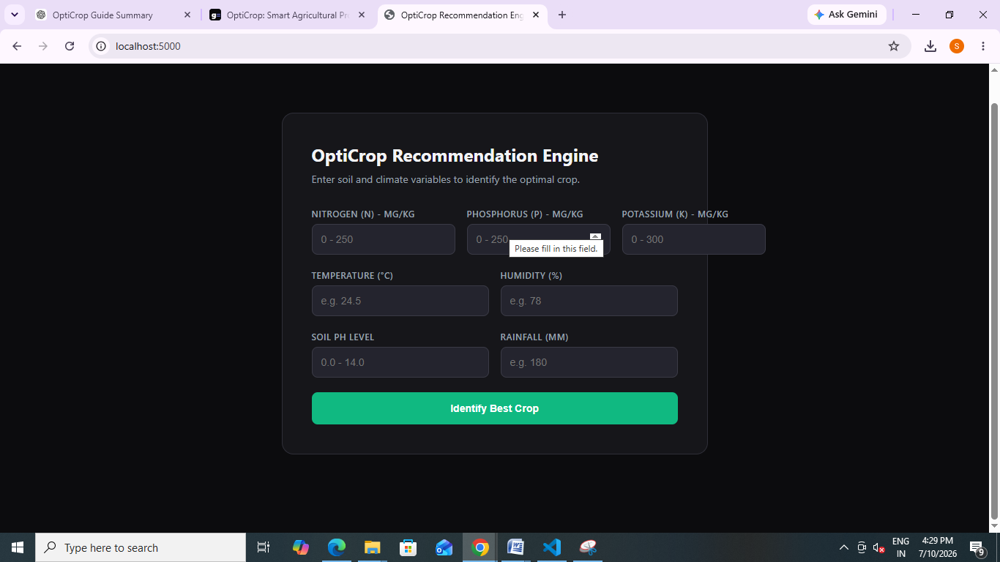 OptiCrop Guide Summary
OptiCrop: Smart Agricultural Pr
OptiCrop Recommendation Eng
Ask Gemini
localhost:5000
S
OptiCrop Recommendation Engine
Enter soil and climate variables to identify the optimal crop.
NITROGEN (N) - MG/KG PHOSPHORUS (P) - MG/KG POTASSIUM (K) - MG/KG
0 - 250 0 - 250 0 - 300
Please fill in this field.
TEMPERATURE (°C) HUMIDITY (%)
e.g. 24.5 e.g. 78
SOIL PH LEVEL RAINFALL (MM)
0.0 - 14.0 e.g. 180
Identify Best Crop
Type here to search
ENG
IN
4:29 PM
7/10/2026
9